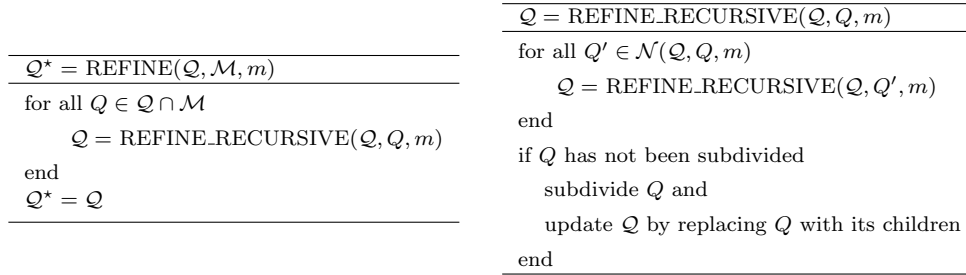 𝒬⋆ = REFINE(𝒬, ℳ, m)
for all Q ∈ 𝒬 ∩ ℳ
𝒬 = REFINE_RECURSIVE(𝒬, Q, m)
end
𝒬⋆ = 𝒬
𝒬 = REFINE_RECURSIVE(𝒬, Q, m)
for all Q′ ∈ 𝒩(𝒬, Q, m)
𝒬 = REFINE_RECURSIVE(𝒬, Q′, m)
end
if Q has not been subdivided
subdivide Q and
update 𝒬 by replacing Q with its children
end